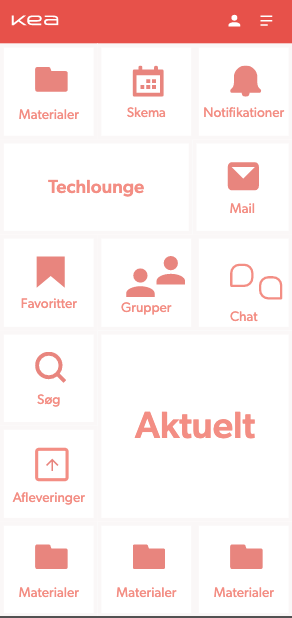 kea
Materialer
Skema
Notifikationer
Techlounge
Mail
Favoritter
Grupper
Chat
Søg
Aktuelt
Afleveringer
Materialer
Materialer
Materialer